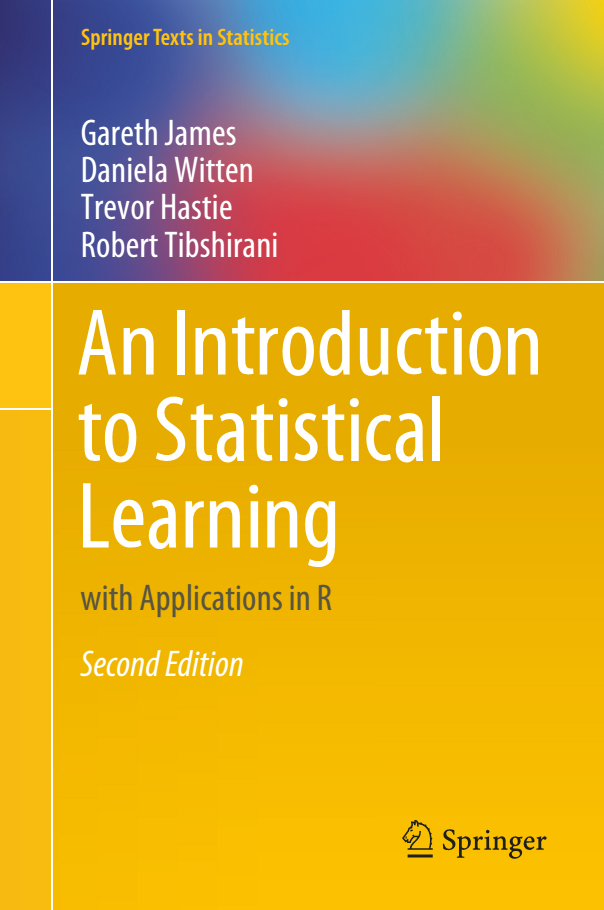 Springer Texts in Statistics
Gareth James
Daniela Witten
Trevor Hastie
Robert Tibshirani
An Introduction
to Statistical
Learning
with Applications in R
Second Edition
Springer